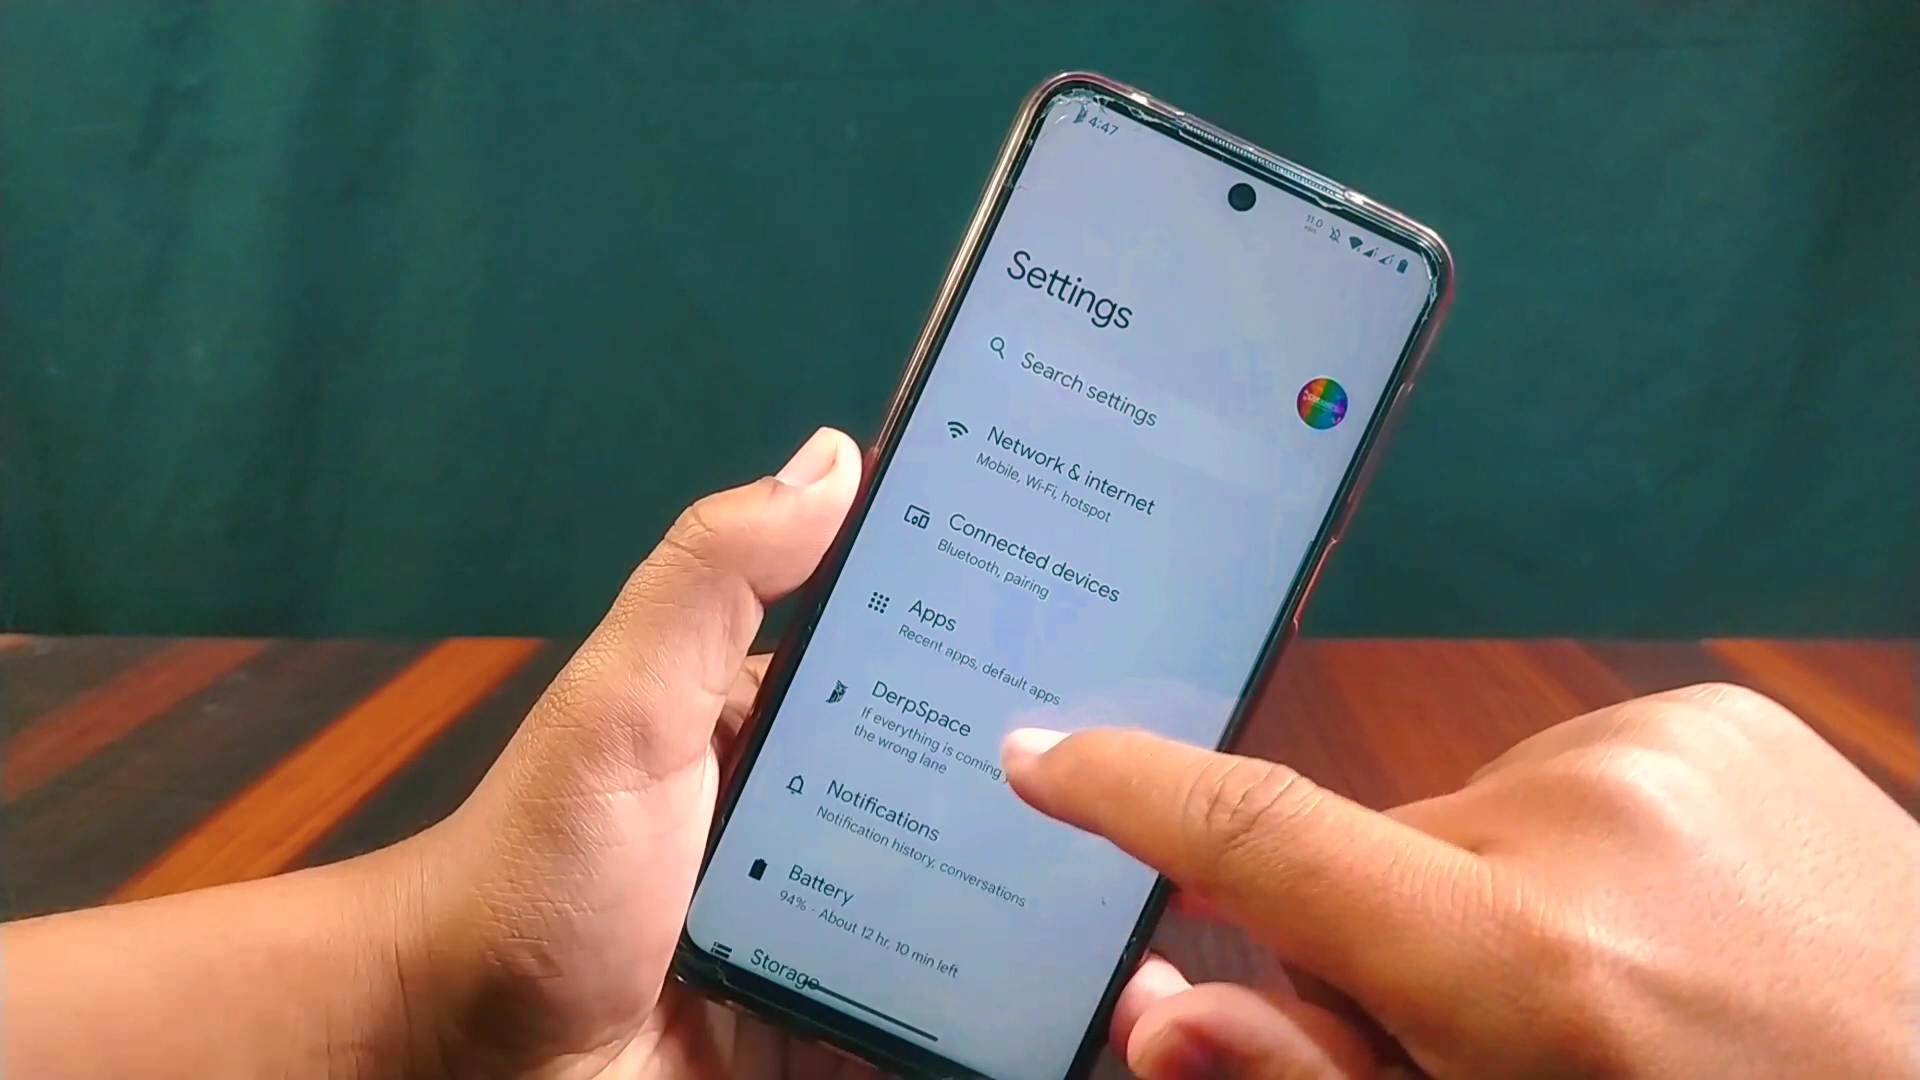 4:47
11.0
Settings
Search settings
Network & internet
Mobile, Wi-Fi, hotspot
Connected devices
Bluetooth, pairing
Apps
Recent apps, default apps
DerpSpace
If everything is coming
the wrong lane
Notifications
Notification history, conversations
Battery
94% - About 12 hr, 10 min left
Storage